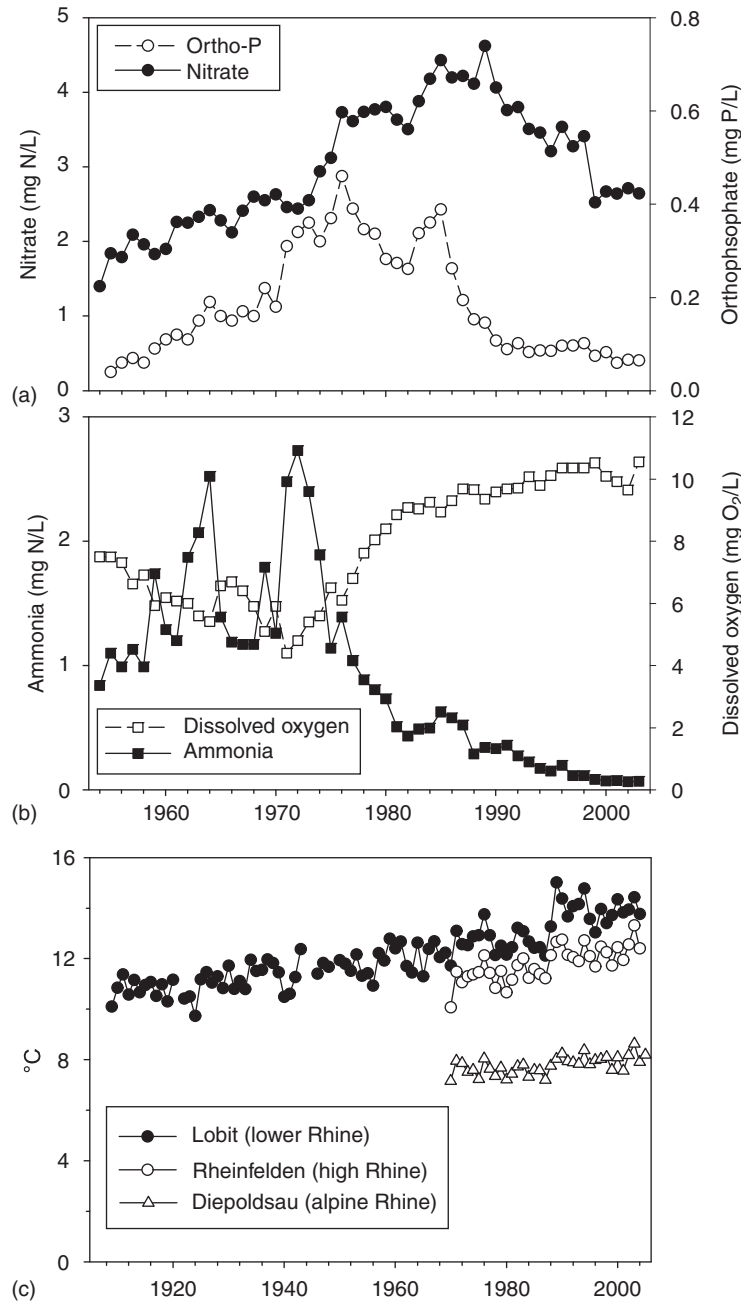 5
4
3
2
1
0
Nitrate (mg N/L)
Ortho-P
Nitrate
0.8
0.6
0.4
0.2
0.0
Orthophsophate (mg P/L)
(a)
3
2
1
0
Ammonia (mg N/L)
12
10
8
6
4
2
0
Dissolved oxygen (mg O2/L)
Dissolved oxygen
Ammonia
1960 1970 1980 1990 2000
(b)
16
12
8
4
0
°C
Lobit (lower Rhine)
Rheinfelden (high Rhine)
Diepoldsau (alpine Rhine)
1920 1940 1960 1980 2000
(c)